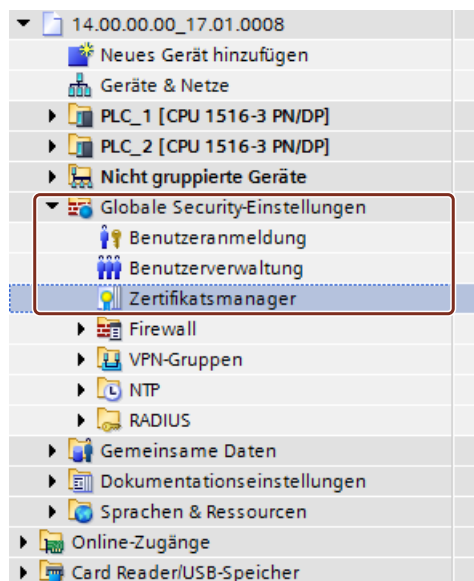 14.00.00.00_17.01.0008
Neues Gerät hinzufügen
Geräte & Netze
PLC_1 [CPU 1516-3 PN/DP]
PLC_2 [CPU 1516-3 PN/DP]
Nicht gruppierte Geräte
Globale Security-Einstellungen
Benutzeranmeldung
Benutzerverwaltung
Zertifikatsmanager
Firewall
VPN-Gruppen
NTP
RADIUS
Gemeinsame Daten
Dokumentationseinstellungen
Sprachen & Ressourcen
Online-Zugänge
Card Reader/USB-Speicher